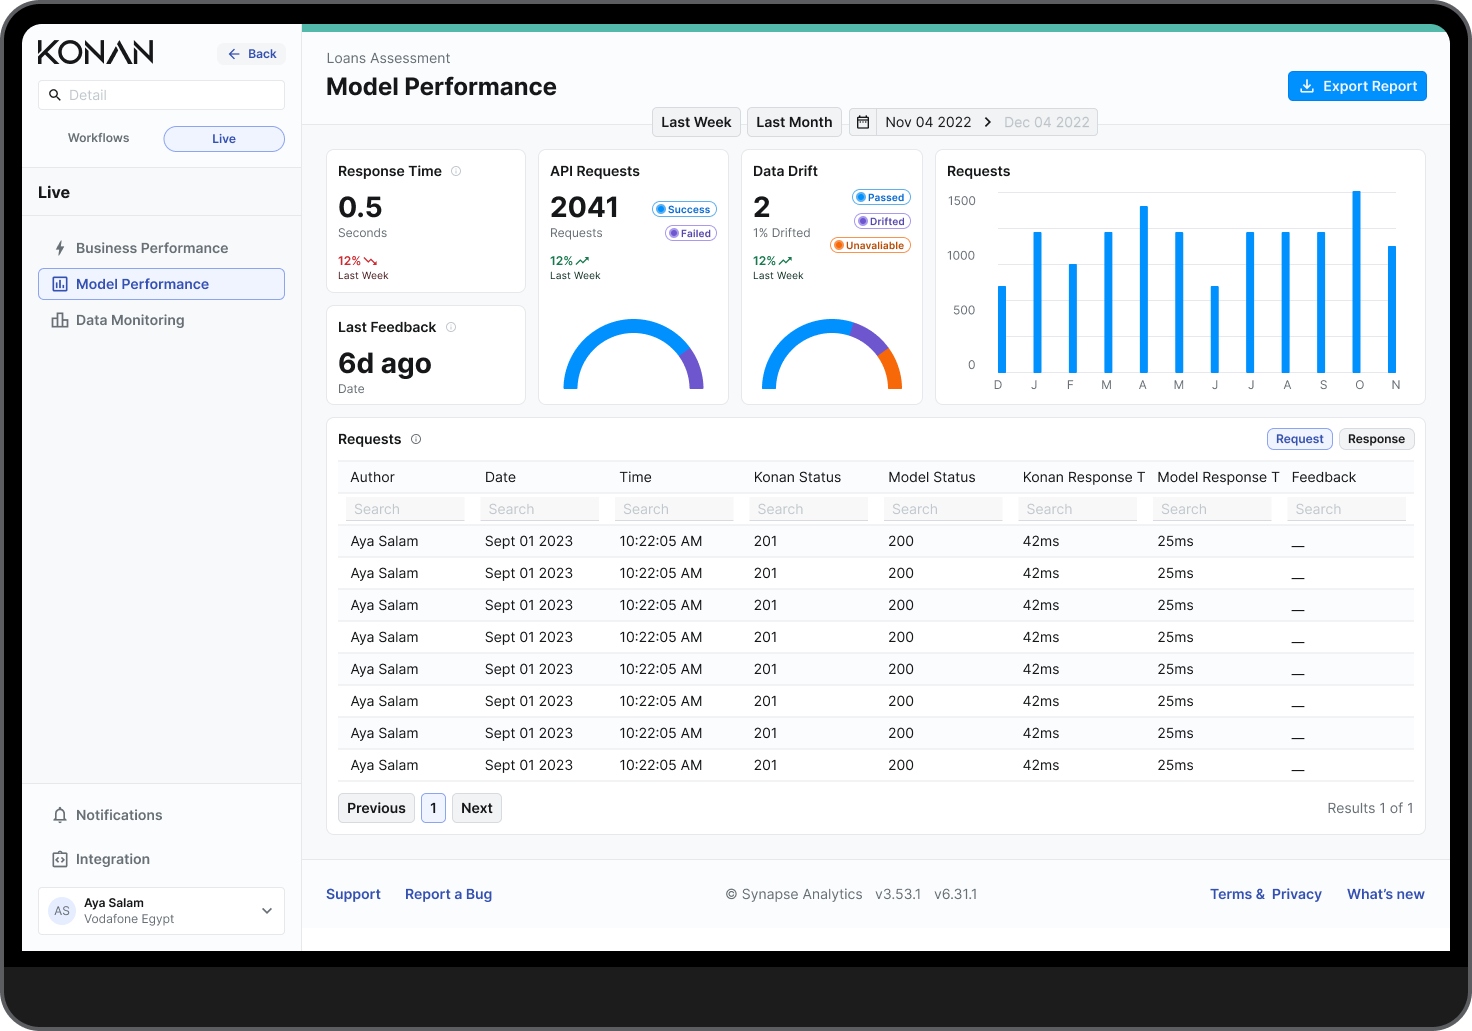 KONAN
Back
Detail
Workflows
Live
Live
Business Performance
Model Performance
Data Monitoring
Notifications
Integration
AS
Aya Salam
Vodafone Egypt
Loans Assessment
Model Performance
Export Report
Last Week
Last Month
Nov 04 2022
Dec 04 2022
Response Time
0.5
Seconds
12%
Last Week
Last Feedback
6d ago
Date
API Requests
2041
Requests
Success
Failed
12%
Last Week
Data Drift
2
1% Drifted
Passed
Drifted
Unavaliable
12%
Last Week
Requests
1500
1000
500
0
D J F M A M J J A S O N
Requests
Request
Response
Author Date Time Konan Status Model Status Konan Response T Model Response T Feedback
Search Search Search Search Search Search Search Search
Aya Salam Sept 01 2023 10:22:05 AM 201 200 42ms 25ms __
Aya Salam Sept 01 2023 10:22:05 AM 201 200 42ms 25ms __
Aya Salam Sept 01 2023 10:22:05 AM 201 200 42ms 25ms __
Aya Salam Sept 01 2023 10:22:05 AM 201 200 42ms 25ms __
Aya Salam Sept 01 2023 10:22:05 AM 201 200 42ms 25ms __
Aya Salam Sept 01 2023 10:22:05 AM 201 200 42ms 25ms __
Aya Salam Sept 01 2023 10:22:05 AM 201 200 42ms 25ms __
Aya Salam Sept 01 2023 10:22:05 AM 201 200 42ms 25ms __
Previous 1 Next
Results 1 of 1
Support Report a Bug
© Synapse Analytics v3.53.1 v6.31.1
Terms & Privacy What's new